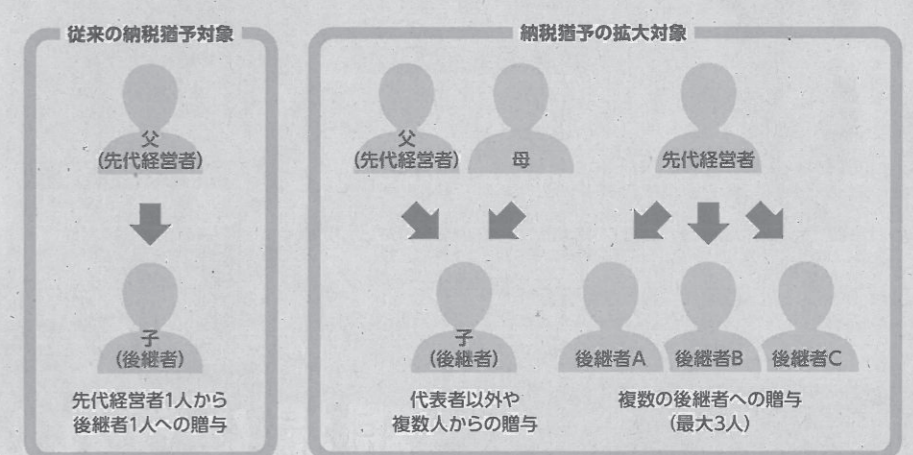 従来の納税猶予対象
父
(先代経営者)
子
(後継者)
先代経営者1人から
後継者1人への贈与
納税猶予の拡大対象
父
(先代経営者)
母
子
(後継者)
代表者以外や
複数人からの贈与
先代経営者
後継者A
後継者B
後継者C
複数の後継者への贈与
(最大3人)